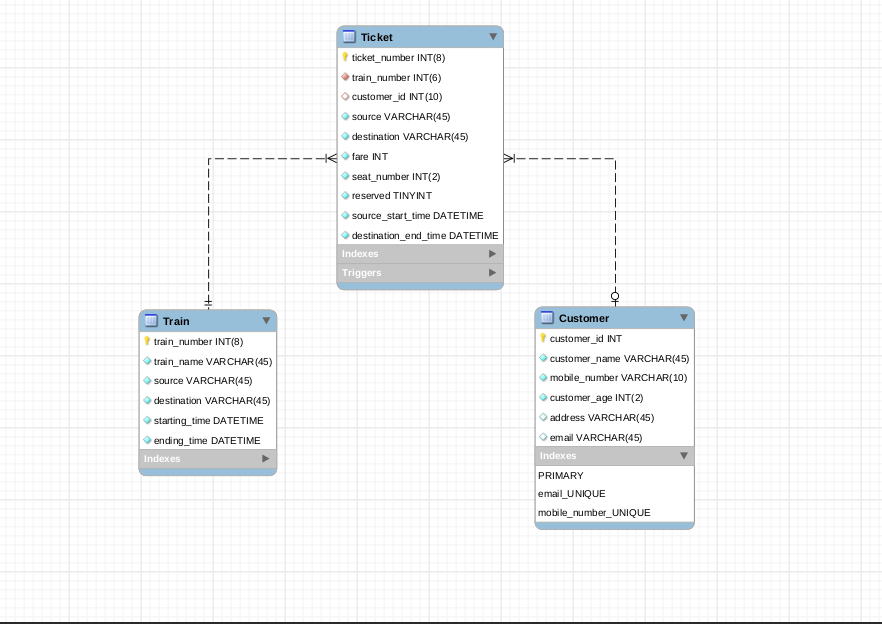 Ticket
ticket_number INT(8)
train_number INT(6)
customer_id INT(10)
source VARCHAR(45)
destination VARCHAR(45)
fare INT
seat_number INT(2)
reserved TINYINT
source_start_time DATETIME
destination_end_time DATETIME
Indexes
Triggers
Train
train_number INT(8)
train_name VARCHAR(45)
source VARCHAR(45)
destination VARCHAR(45)
starting_time DATETIME
ending_time DATETIME
Indexes
Customer
customer_id INT
customer_name VARCHAR(45)
mobile_number VARCHAR(10)
customer_age INT(2)
address VARCHAR(45)
email VARCHAR(45)
Indexes
PRIMARY
email_UNIQUE
mobile_number_UNIQUE